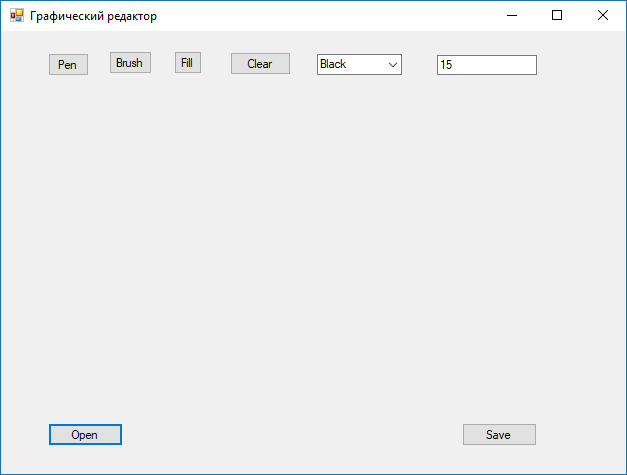 Графический редактор
Pen Brush Fill Clear Black 15
Open Save